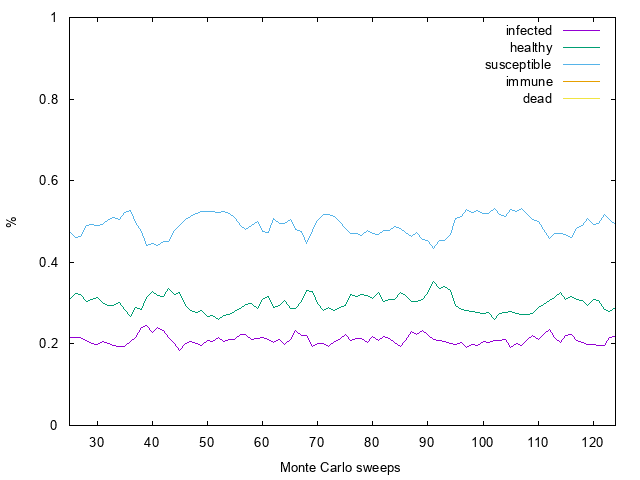 1
infected
healthy
susceptible
immune
dead
0.8
0.6
%
0.4
0.2
0
30 40 50 60 70 80 90 100 110 120
Monte Carlo sweeps